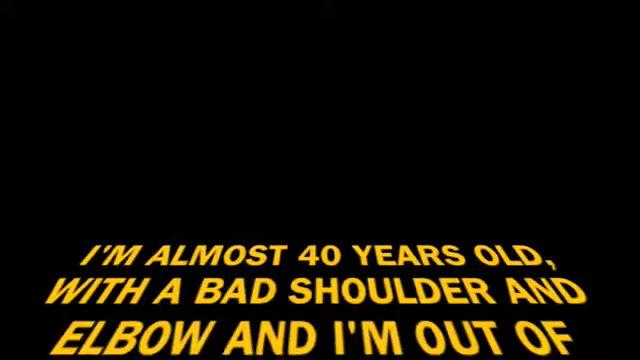 I'M ALMOST 40 YEARS OLD,
WITH A BAD SHOULDER AND
ELBOW AND I'M OUT OF